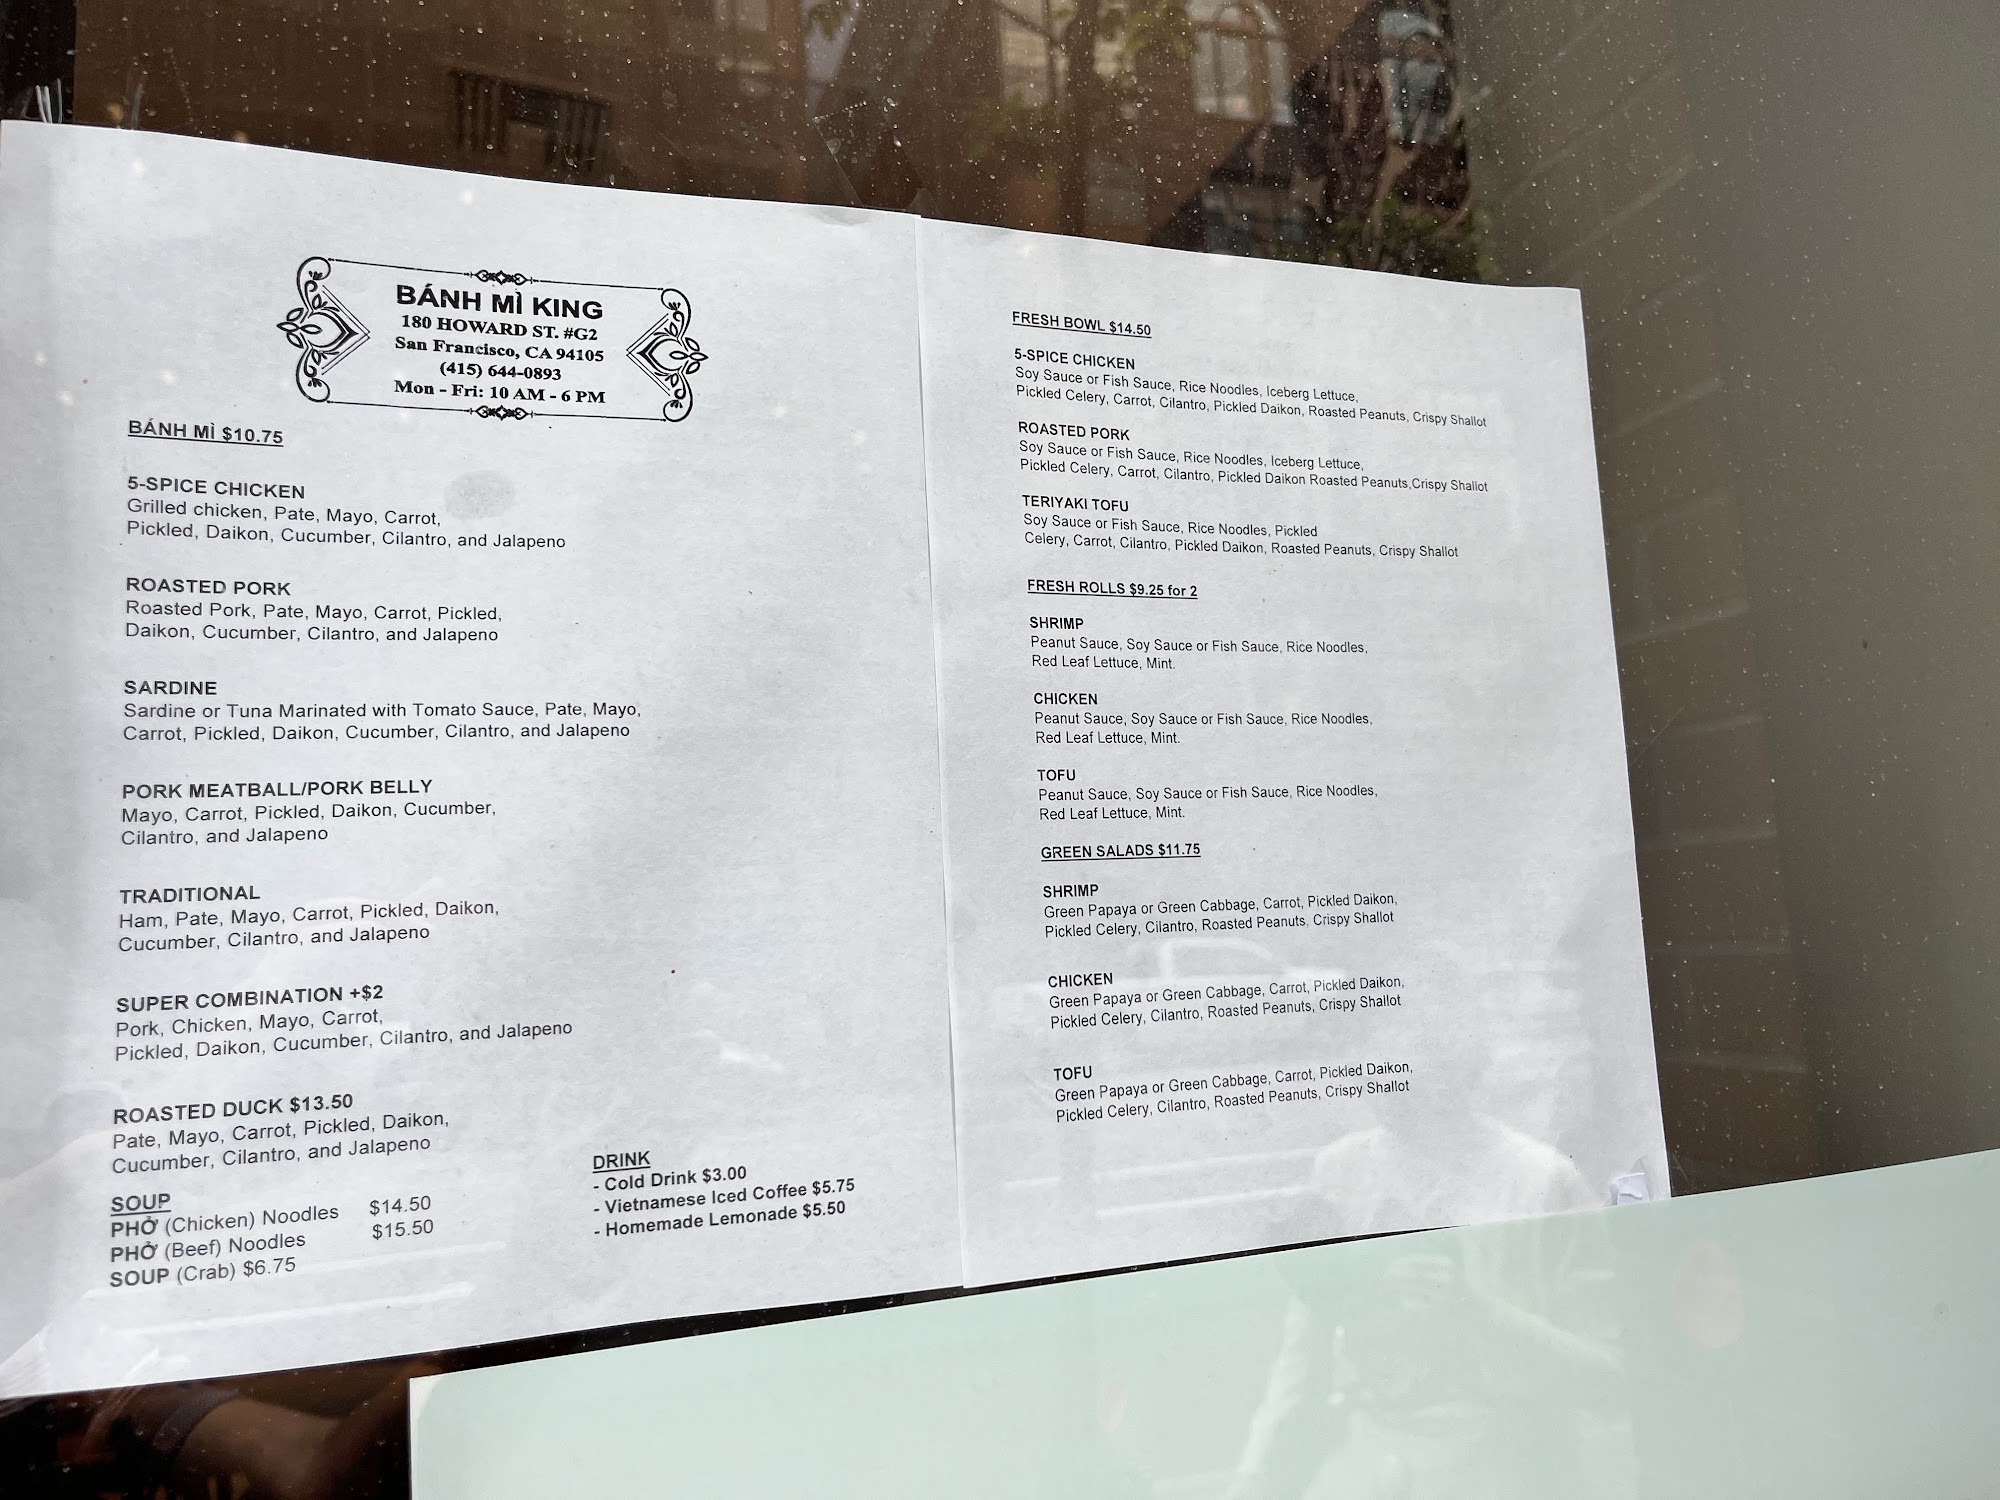 BÁNH MÌ KING
180 HOWARD ST. #G2
San Francisco, CA 94105
(415) 644-0893
Mon - Fri: 10 AM - 6 PM
BÁNH MÌ $10.75
5-SPICE CHICKEN
Grilled chicken, Pate, Mayo, Carrot,
Pickled, Daikon, Cucumber, Cilantro, and Jalapeno
ROASTED PORK
Roasted Pork, Pate, Mayo, Carrot, Pickled,
Daikon, Cucumber, Cilantro, and Jalapeno
SARDINE
Sardine or Tuna Marinated with Tomato Sauce, Pate, Mayo,
Carrot, Pickled, Daikon, Cucumber, Cilantro, and Jalapeno
PORK MEATBALL/PORK BELLY
Mayo, Carrot, Pickled, Daikon, Cucumber,
Cilantro, and Jalapeno
TRADITIONAL
Ham, Pate, Mayo, Carrot, Pickled, Daikon,
Cucumber, Cilantro, and Jalapeno
SUPER COMBINATION +$2
Pork, Chicken, Mayo, Carrot,
Pickled, Daikon, Cucumber, Cilantro, and Jalapeno
ROASTED DUCK $13.50
Pate, Mayo, Carrot, Pickled, Daikon,
Cucumber, Cilantro, and Jalapeno
SOUP
PHỞ (Chicken) Noodles $14.50
PHỞ (Beef) Noodles $15.50
SOUP (Crab) $6.75
DRINK
- Cold Drink $3.00
- Vietnamese Iced Coffee $5.75
- Homemade Lemonade $5.50
FRESH BOWL $14.50
5-SPICE CHICKEN
Soy Sauce or Fish Sauce, Rice Noodles, Iceberg Lettuce,
Pickled Celery, Carrot, Cilantro, Pickled Daikon, Roasted Peanuts, Crispy Shallot
ROASTED PORK
Soy Sauce or Fish Sauce, Rice Noodles, Iceberg Lettuce,
Pickled Celery, Carrot, Cilantro, Pickled Daikon Roasted Peanuts,Crispy Shallot
TERIYAKI TOFU
Soy Sauce or Fish Sauce, Rice Noodles, Pickled
Celery, Carrot, Cilantro, Pickled Daikon, Roasted Peanuts, Crispy Shallot
FRESH ROLLS $9.25 for 2
SHRIMP
Peanut Sauce, Soy Sauce or Fish Sauce, Rice Noodles,
Red Leaf Lettuce, Mint.
CHICKEN
Peanut Sauce, Soy Sauce or Fish Sauce, Rice Noodles,
Red Leaf Lettuce, Mint.
TOFU
Peanut Sauce, Soy Sauce or Fish Sauce, Rice Noodles,
Red Leaf Lettuce, Mint.
GREEN SALADS $11.75
SHRIMP
Green Papaya or Green Cabbage, Carrot, Pickled Daikon,
Pickled Celery, Cilantro, Roasted Peanuts, Crispy Shallot
CHICKEN
Green Papaya or Green Cabbage, Carrot, Pickled Daikon,
Pickled Celery, Cilantro, Roasted Peanuts, Crispy Shallot
TOFU
Green Papaya or Green Cabbage, Carrot, Pickled Daikon,
Pickled Celery, Cilantro, Roasted Peanuts, Crispy Shallot